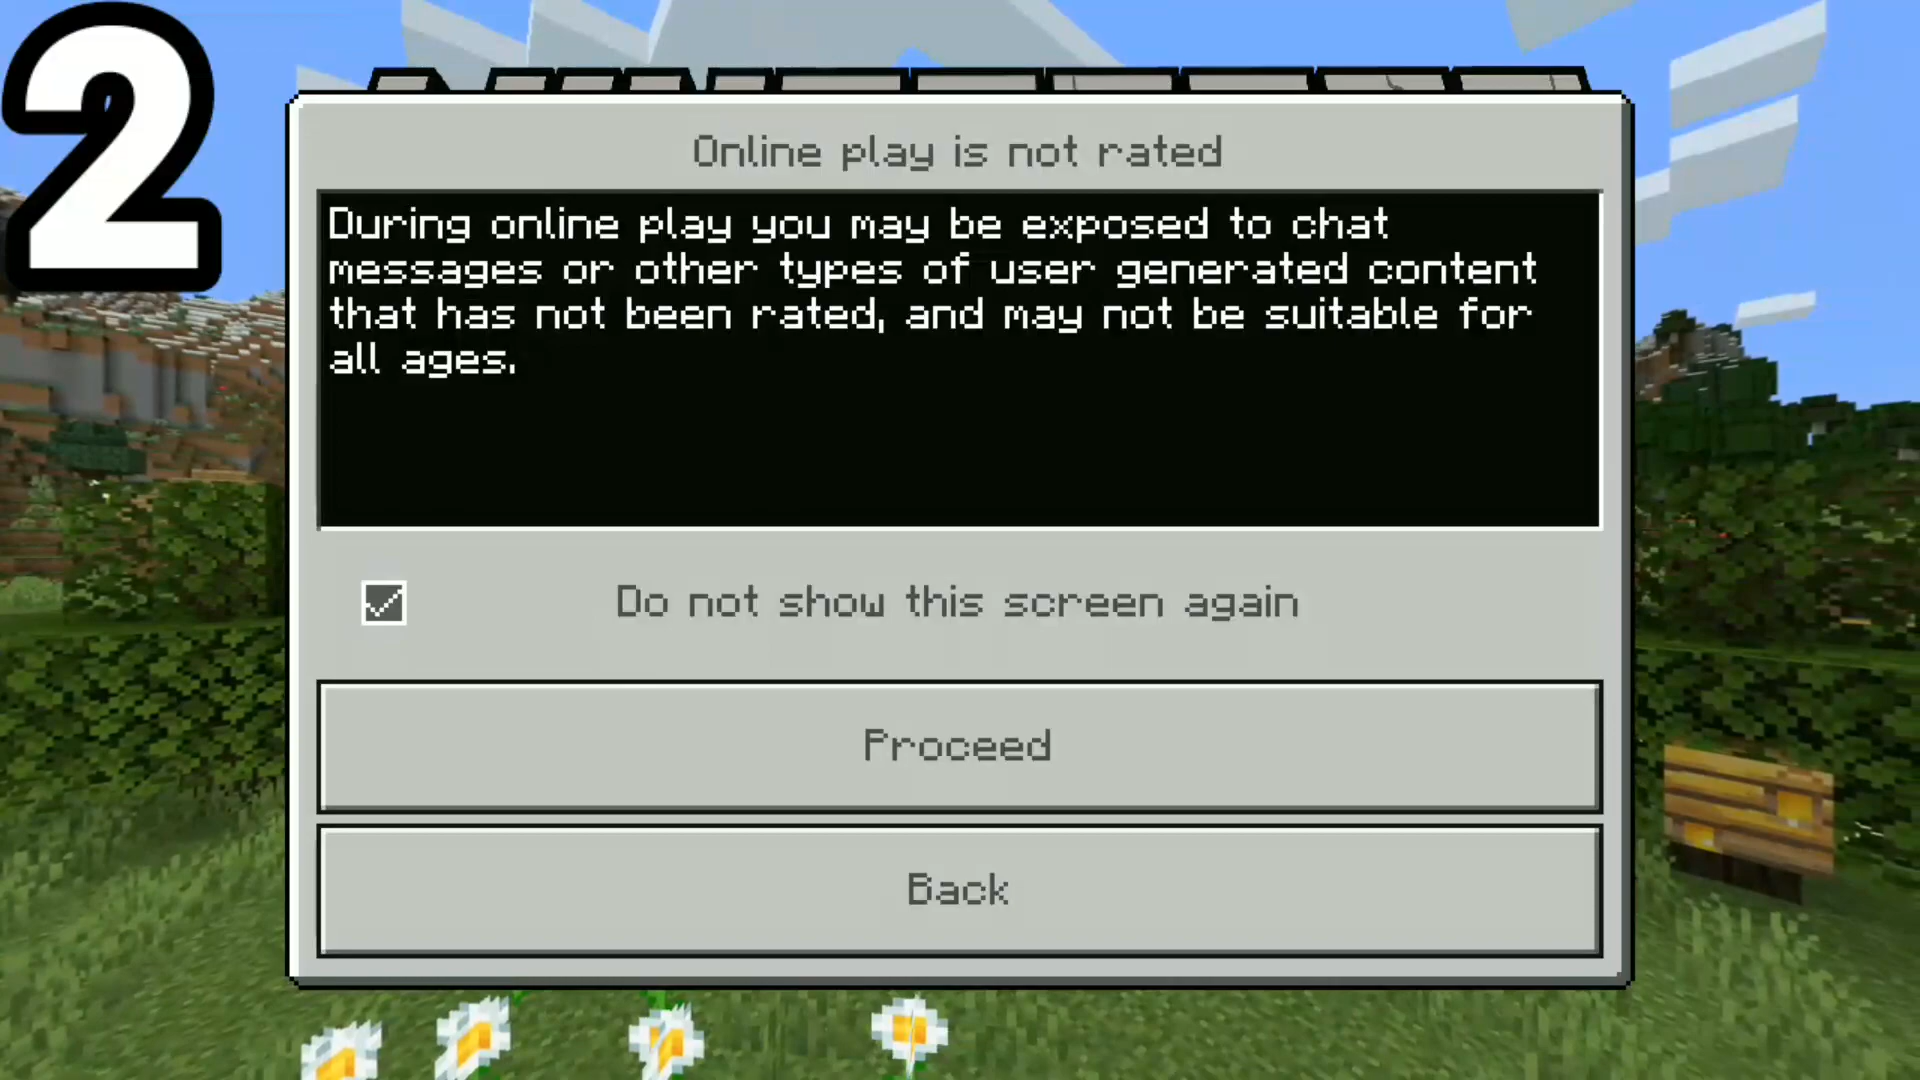 2
Online play is not rated
During online play you may be exposed to chat
messages or other types of user generated content
that has not been rated, and may not be suitable for
all ages.
Do not show this screen again
Proceed
Back